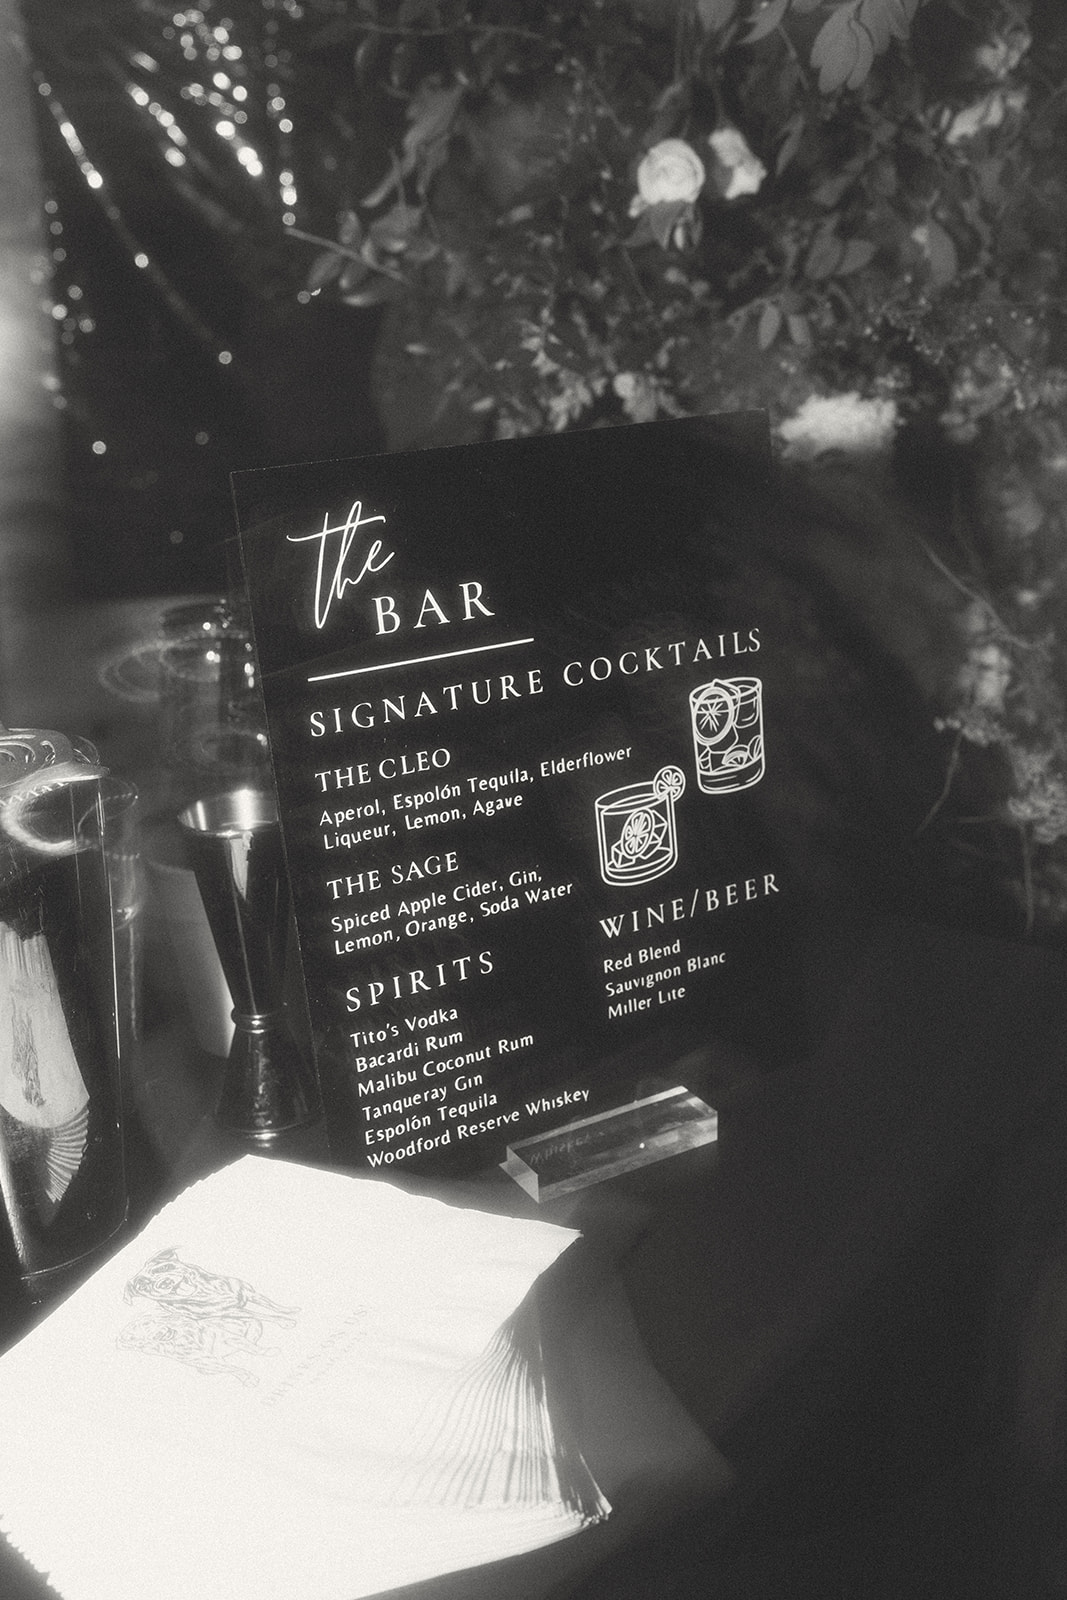 the
BAR
SIGNATURE COCKTAILS
THE CLEO
Aperol, Espolón Tequila, Elderflower
Liqueur, Lemon, Agave
THE SAGE
Spiced Apple Cider, Gin,
Lemon, Orange, Soda Water
SPIRITS
Tito's Vodka
Bacardi Rum
Malibu Coconut Rum
Tanqueray Gin
Espolón Tequila
Woodford Reserve Whiskey
WINE/BEER
Red Blend
Sauvignon Blanc
Miller Lite